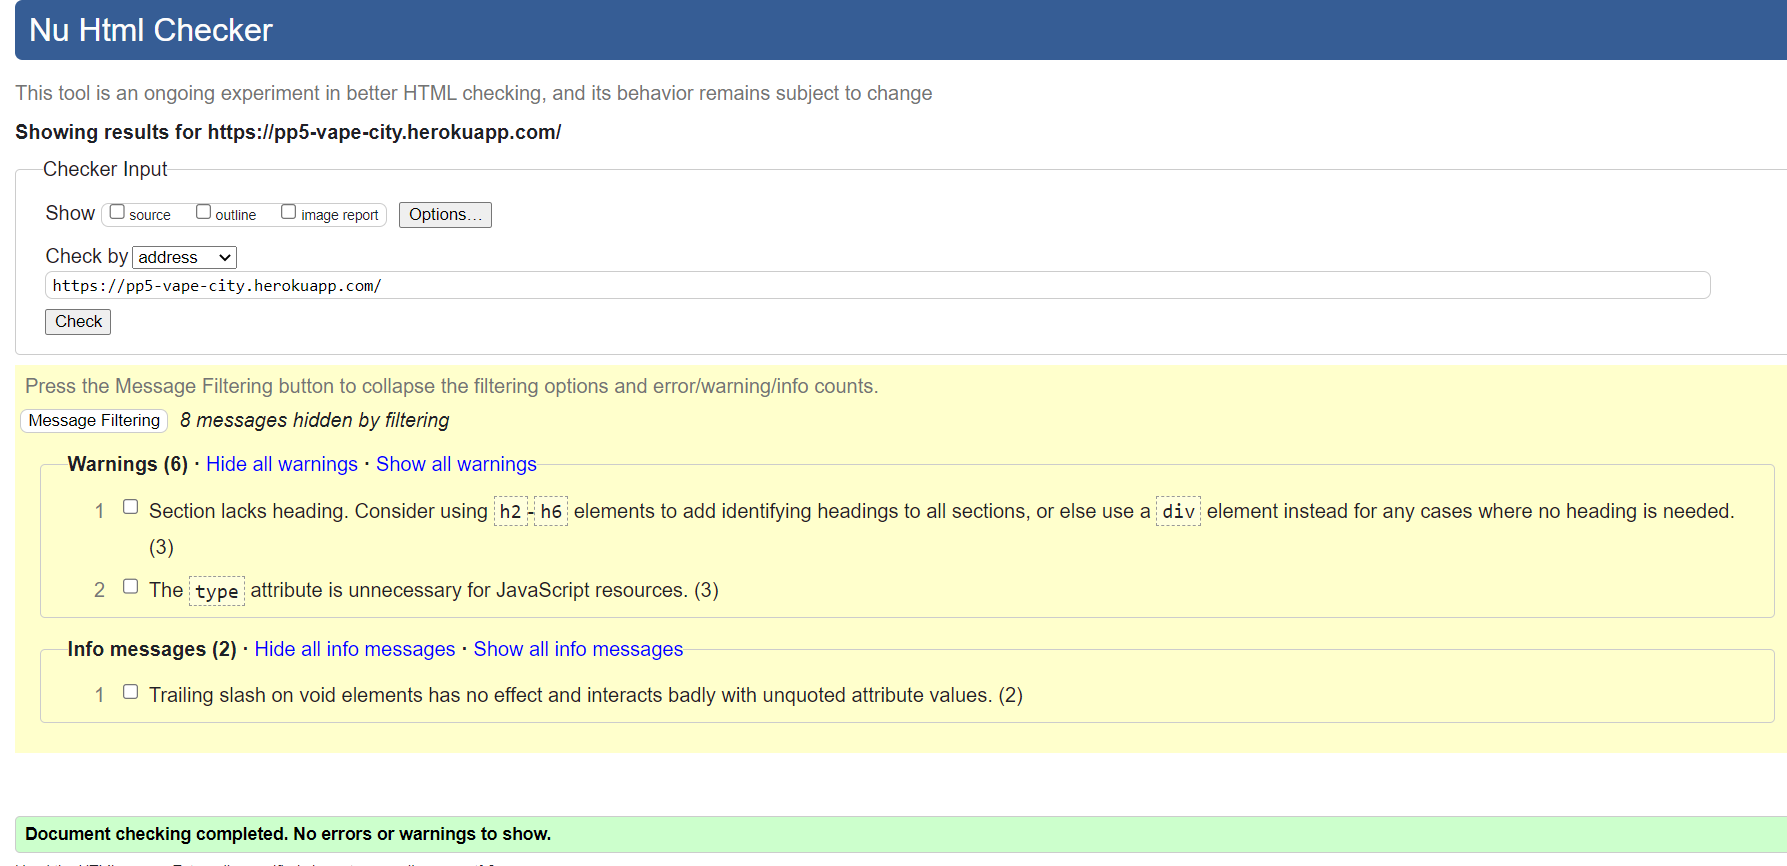 Nu Html Checker
This tool is an ongoing experiment in better HTML checking, and its behavior remains subject to change
Showing results for https://pp5-vape-city.herokuapp.com/
Checker Input
Show source outline image report Options...
Check by address
https://pp5-vape-city.herokuapp.com/
Check
Press the Message Filtering button to collapse the filtering options and error/warning/info counts.
Message Filtering 8 messages hidden by filtering
Warnings (6) · Hide all warnings · Show all warnings
1 Section lacks heading. Consider using h2-h6 elements to add identifying headings to all sections, or else use a div element instead for any cases where no heading is needed.
(3)
2 The type attribute is unnecessary for JavaScript resources. (3)
Info messages (2) · Hide all info messages · Show all info messages
1 Trailing slash on void elements has no effect and interacts badly with unquoted attribute values. (2)
Document checking completed. No errors or warnings to show.